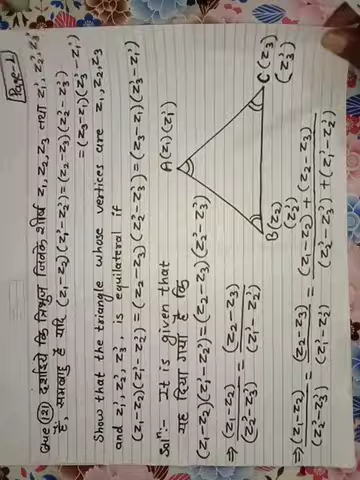 Page-1
Que (121) दर्शाइये कि त्रिभुज जिनके शीर्ष z₁, z₂, z₃ तथा z₁', z₂', z₃'
हैं, समबाहु हैं यदि (z₁-z₂)(z₁'-z₂') = (z₂-z₃)(z₂'-z₃')
= (z₃-z₁)(z₃'-z₁')
Show that the triangle whose vertices are z₁, z₂, z₃
and z₁', z₂', z₃', is equilateral if
(z₁-z₂)(z₁'-z₂') = (z₂-z₃)(z₂'-z₃') = (z₃-z₁)(z₃'-z₁')
Solⁿ:- It is given that
यह दिया गया है कि
(z₁-z₂)(z₁'-z₂') = (z₂-z₃)(z₂'-z₃')
⇒ (z₁-z₂)/(z₂'-z₃') = (z₂-z₃)/(z₁'-z₂')
A(z₁)(z₁')
B(z₂)
(z₂')
C(z₃)
(z₃')
⇒ (z₁-z₂)/(z₂'-z₃') = (z₂-z₃)/(z₁'-z₂') = (z₁-z₂)+(z₂-z₃)/(z₂'-z₃')+(z₁'-z₂')